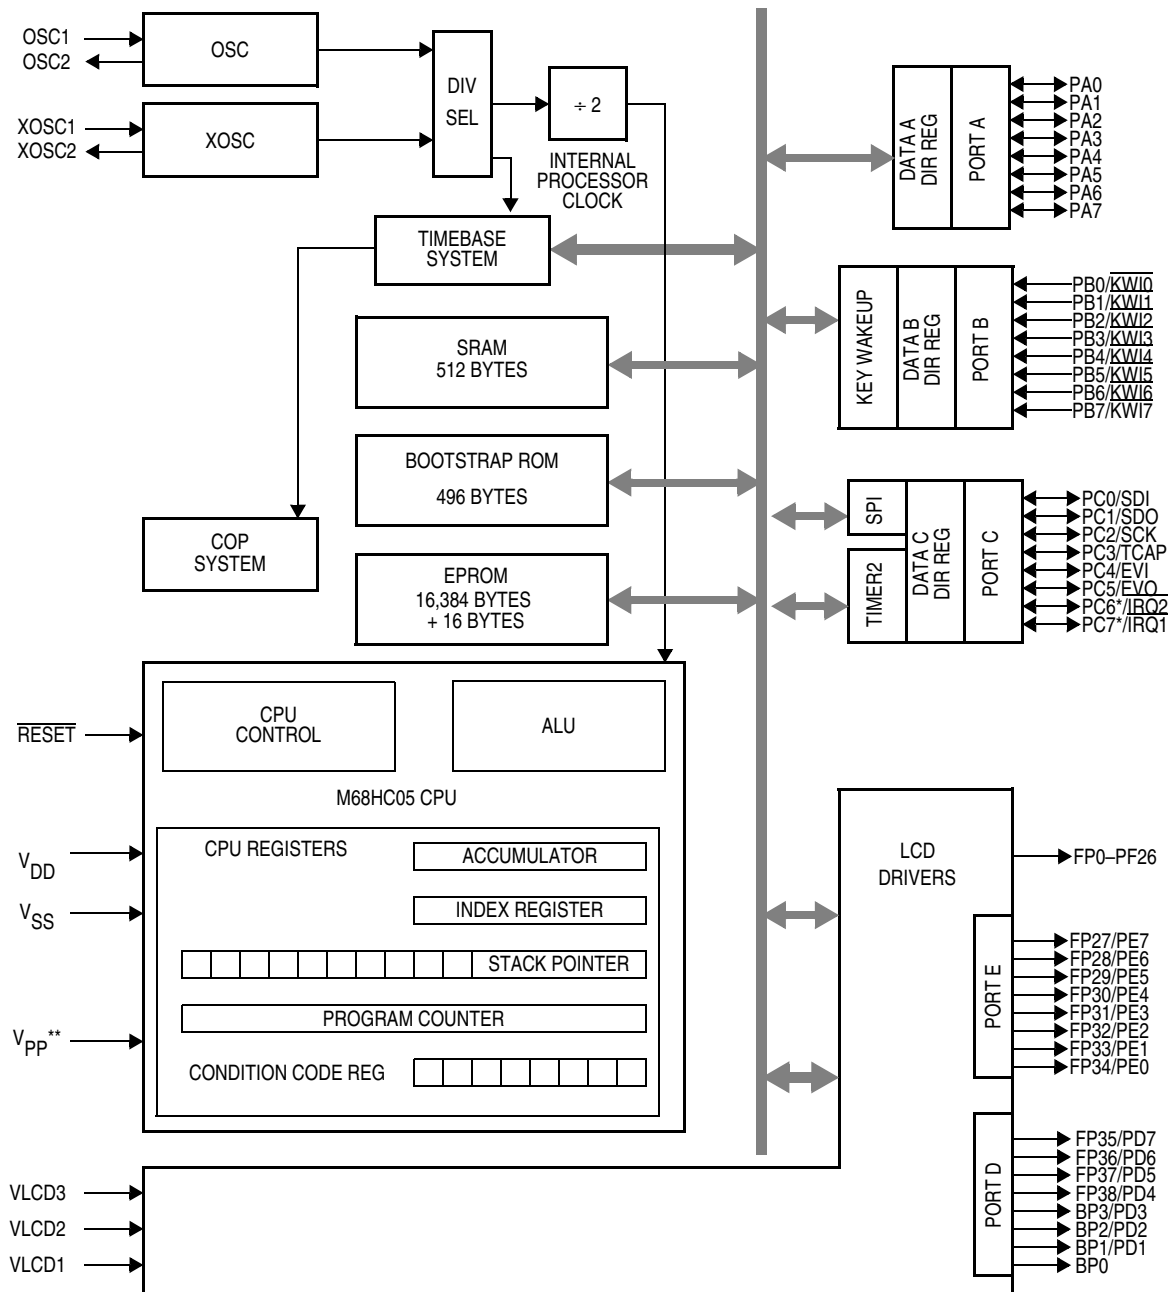 OSC1
OSC2
OSC
XOSC1
XOSC2
XOSC
DIV
SEL
÷ 2
INTERNAL
PROCESSOR
CLOCK
TIMEBASE
SYSTEM
SRAM
512 BYTES
BOOTSTRAP ROM
496 BYTES
COP
SYSTEM
EPROM
16,384 BYTES
+ 16 BYTES
RESET
VDD
VSS
VPP**
CPU
CONTROL
ALU
M68HC05 CPU
CPU REGISTERS
ACCUMULATOR
INDEX REGISTER
STACK POINTER
PROGRAM COUNTER
CONDITION CODE REG
VLCD3
VLCD2
VLCD1
DATA A
DIR REG
PORT A
PA0
PA1
PA2
PA3
PA4
PA5
PA6
PA7
KEY WAKEUP
DATA B
DIR REG
PORT B
PB0/KWI0
PB1/KWI1
PB2/KWI2
PB3/KWI3
PB4/KWI4
PB5/KWI5
PB6/KWI6
PB7/KWI7
SPI
TIMER2
DATA C
DIR REG
PORT C
PC0/SDI
PC1/SDO
PC2/SCK
PC3/TCAP
PC4/EVI
PC5/EVO
PC6*/IRQ2
PC7*/IRQ1
LCD
DRIVERS
FP0–PF26
PORT E
FP27/PE7
FP28/PE6
FP29/PE5
FP30/PE4
FP31/PE3
FP32/PE2
FP33/PE1
FP34/PE0
PORT D
FP35/PD7
FP36/PD6
FP37/PD5
FP38/PD4
BP3/PD3
BP2/PD2
BP1/PD1
BP0